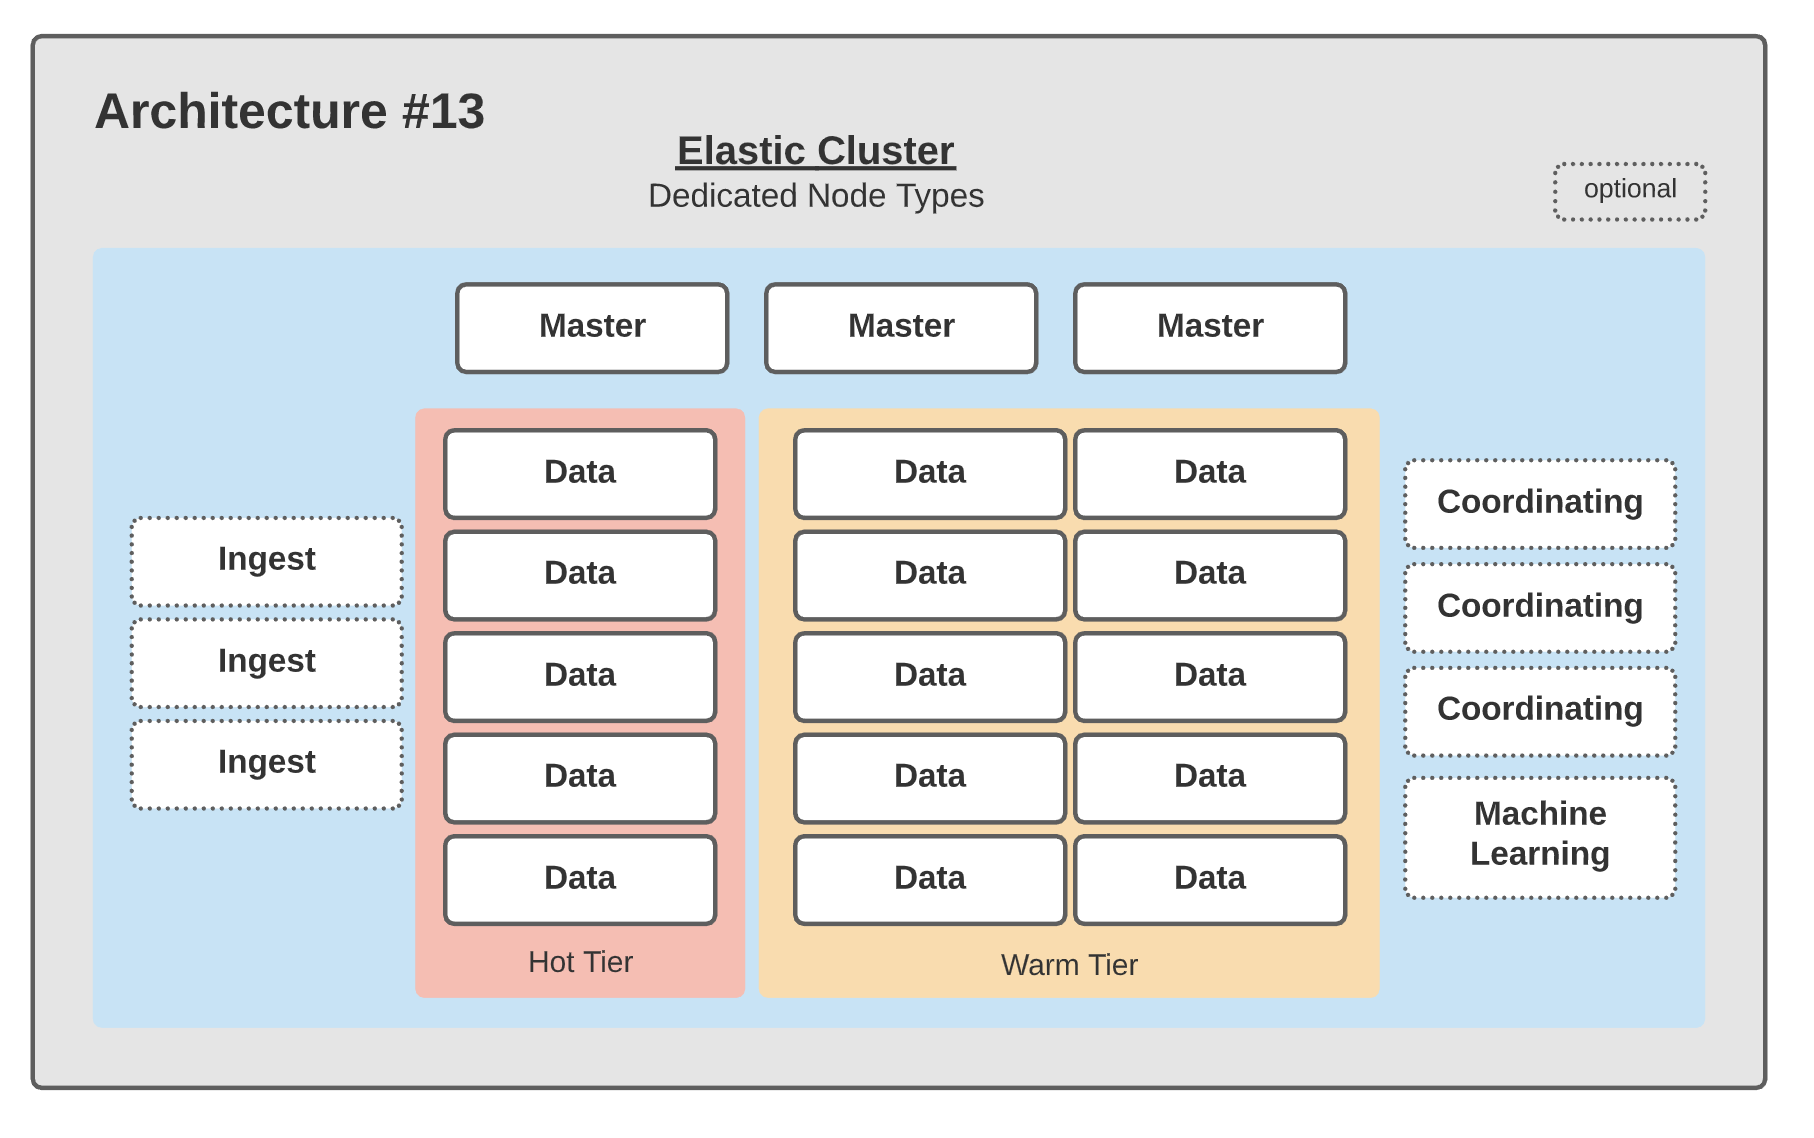 Architecture #13
Elastic Cluster
Dedicated Node Types
optional
Master
Master
Master
Ingest
Ingest
Ingest
Data
Data
Data
Data
Data
Hot Tier
Data
Data
Data
Data
Data
Data
Data
Data
Data
Data
Warm Tier
Coordinating
Coordinating
Coordinating
Machine
Learning